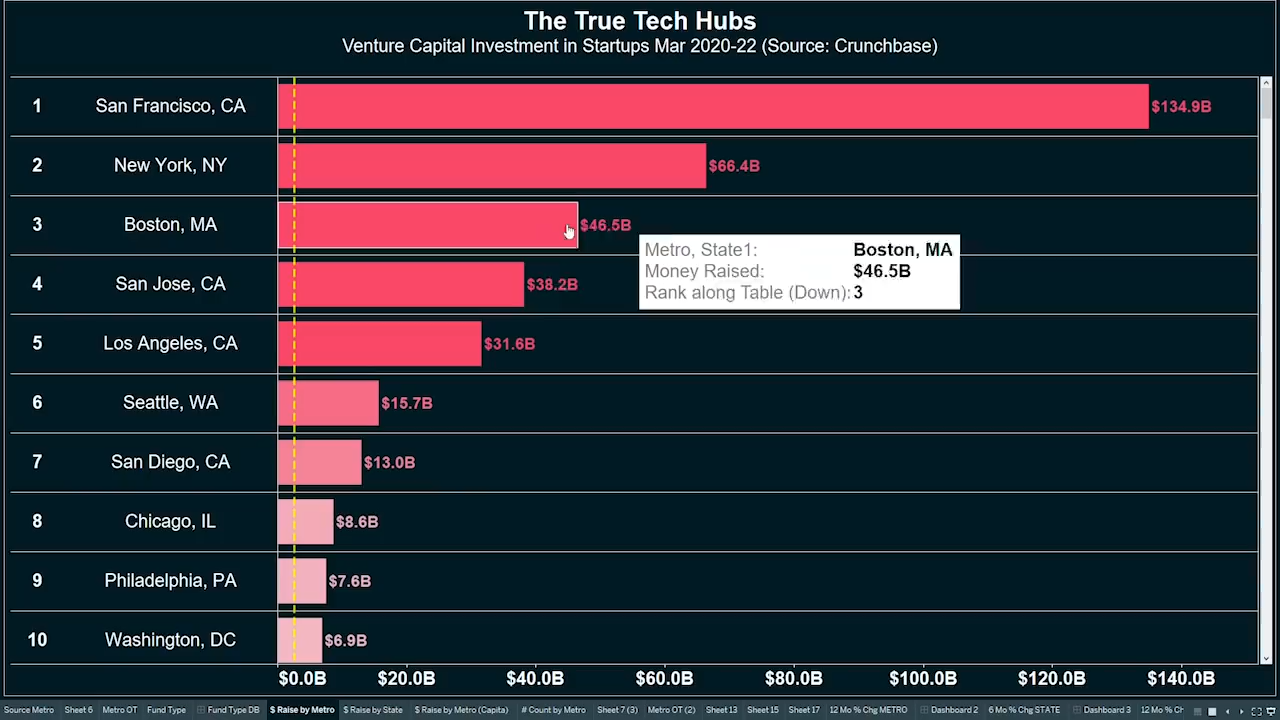 The True Tech Hubs
Venture Capital Investment in Startups Mar 2020-22 (Source: Crunchbase)
1 San Francisco, CA $134.9B
2 New York, NY $66.4B
3 Boston, MA $46.5B
Metro, State1: Boston, MA
Money Raised: $46.5B
Rank along Table (Down): 3
4 San Jose, CA $38.2B
5 Los Angeles, CA $31.6B
6 Seattle, WA $15.7B
7 San Diego, CA $13.0B
8 Chicago, IL $8.6B
9 Philadelphia, PA $7.6B
10 Washington, DC $6.9B
$0.0B $20.0B $40.0B $60.0B $80.0B $100.0B $120.0B $140.0B
Source Metro Sheet 6 Metro OT Fund Type Fund Type DB $ Raise by Metro $ Raise by State $ Raise by Metro (Capita) # Count by Metro Sheet 7 (3) Metro OT (2) Sheet 13 Sheet 15 Sheet 17 12 Mo % Chg METRO Dashboard 2 6 Mo % Chg STATE Dashboard 3 12 Mo % Ch